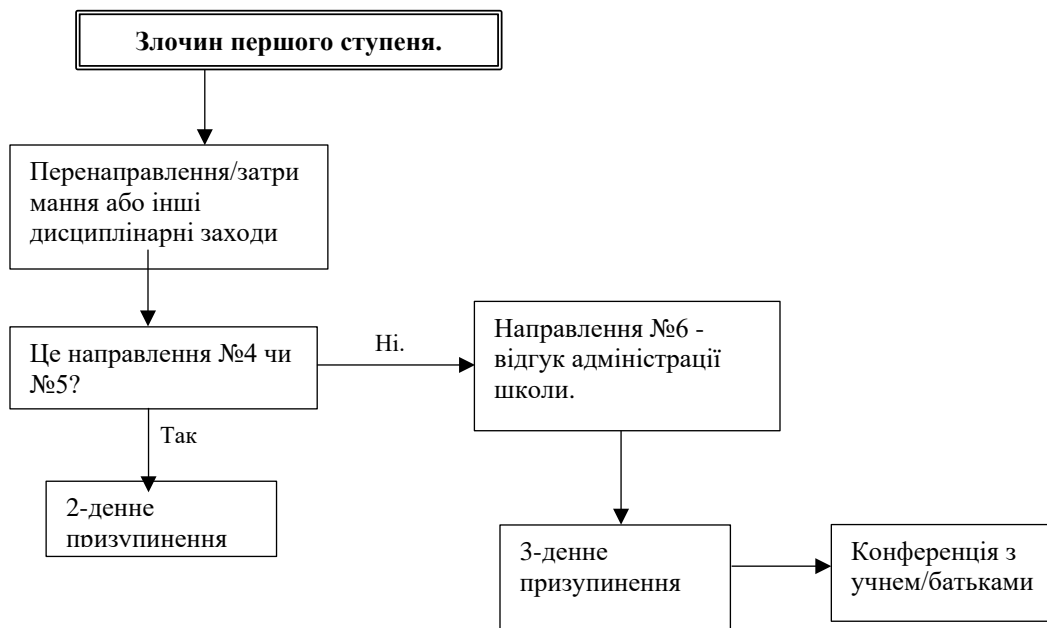 Злочин першого ступеня.
Перенаправлення/затри
мання або інші
дисциплінарні заходи
Це направлення №4 чи
№5?
Ні.
Направлення №6 -
відгук адміністрації
школи.
Так
2-денне
призупинення
3-денне
призупинення
Конференція з
учнем/батьками